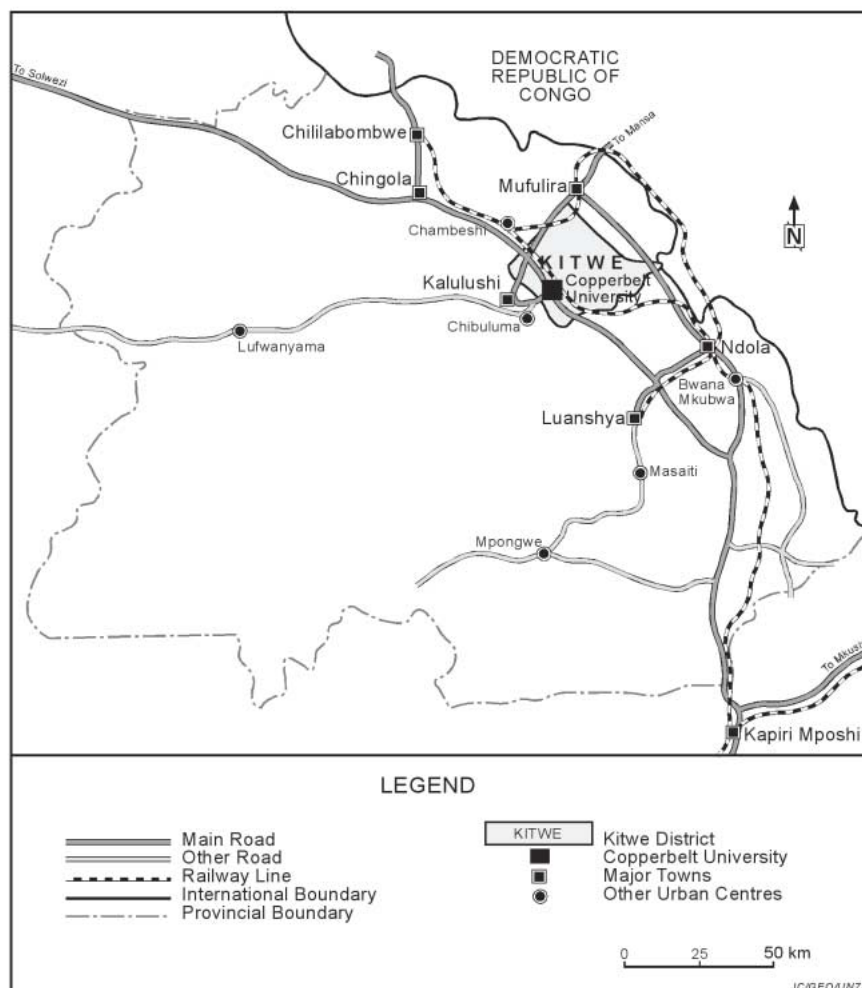 DEMOCRATIC
REPUBLIC OF
CONGO
To Solwezi
To Mansa
Chililabombwe
Chingola
Mufulira
Chambeshi
N
KITWE
Kalulushi
Copperbelt
University
Chibuluma
Lufwanyama
Ndola
Bwana
Mkubwa
Luanshya
Masaiti
Mpongwe
To Mkusi
Kapiri Mposhi
LEGEND
Main Road
Other Road
Railway Line
International Boundary
Provincial Boundary
KITWE
Kitwe District
Copperbelt University
Major Towns
Other Urban Centres
0 25 50 km